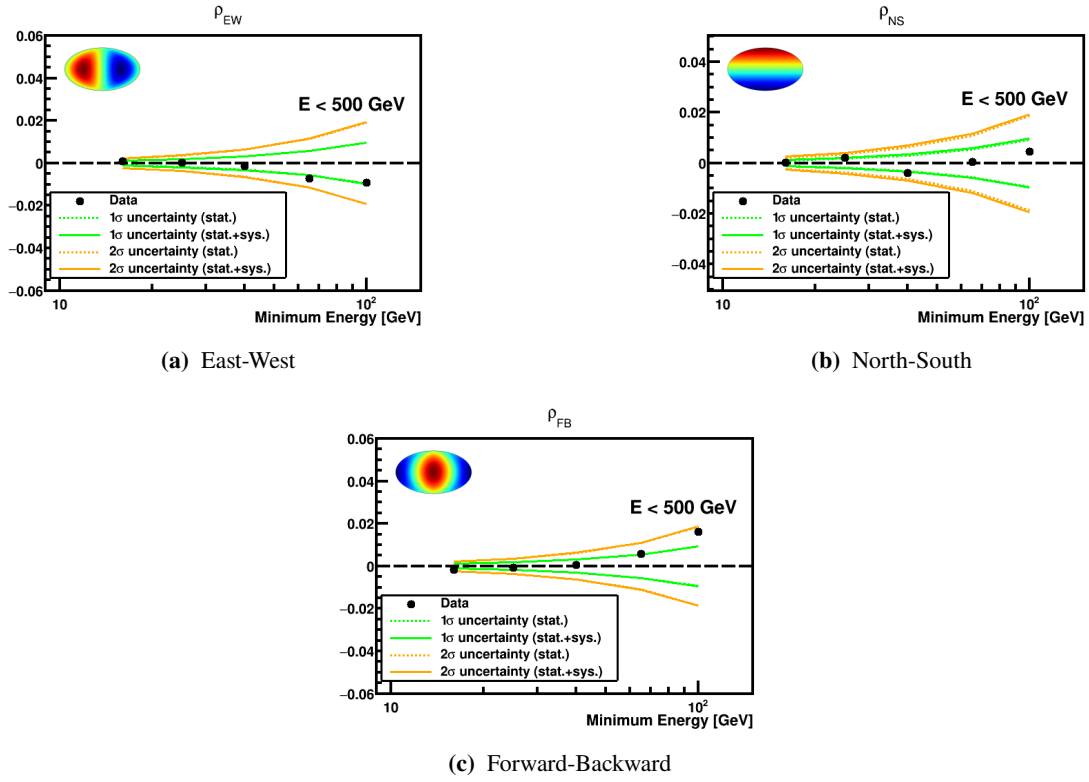 ρEW
0.06
0.04
0.02
0
−0.02
−0.04
−0.06
E < 500 GeV
Data
1σ uncertainty (stat.)
1σ uncertainty (stat.+sys.)
2σ uncertainty (stat.)
2σ uncertainty (stat.+sys.)
10
10²
Minimum Energy [GeV]
(a) East-West
ρNS
0.04
0.02
0
−0.02
−0.04
E < 500 GeV
Data
1σ uncertainty (stat.)
1σ uncertainty (stat.+sys.)
2σ uncertainty (stat.)
2σ uncertainty (stat.+sys.)
10
10²
Minimum Energy [GeV]
(b) North-South
ρFB
0.06
0.04
0.02
0
−0.02
−0.04
−0.06
E < 500 GeV
Data
1σ uncertainty (stat.)
1σ uncertainty (stat.+sys.)
2σ uncertainty (stat.)
2σ uncertainty (stat.+sys.)
10
10²
Minimum Energy [GeV]
(c) Forward-Backward